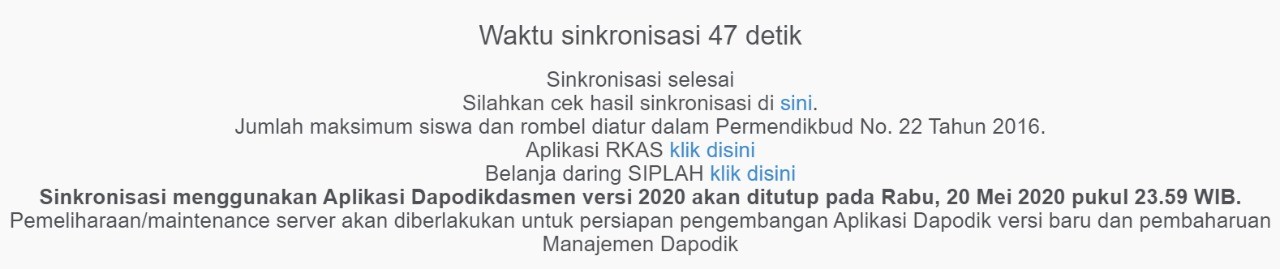 Waktu sinkronisasi 47 detik
Sinkronisasi selesai
Silahkan cek hasil sinkronisasi di sini.
Jumlah maksimum siswa dan rombel diatur dalam Permendikbud No. 22 Tahun 2016.
Aplikasi RKAS klik disini
Belanja daring SIPLAH klik disini
Sinkronisasi menggunakan Aplikasi Dapodikdasmen versi 2020 akan ditutup pada Rabu, 20 Mei 2020 pukul 23.59 WIB.
Pemeliharaan/maintenance server akan diberlakukan untuk persiapan pengembangan Aplikasi Dapodik versi baru dan pembaharuan
Manajemen Dapodik